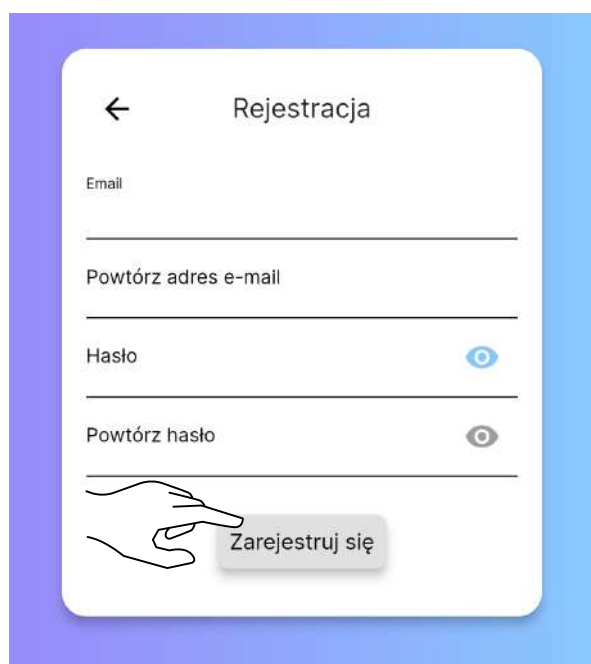 Rejestracja
Email
Powtórz adres e-mail
Hasło
Powtórz hasło
Zarejestruj się